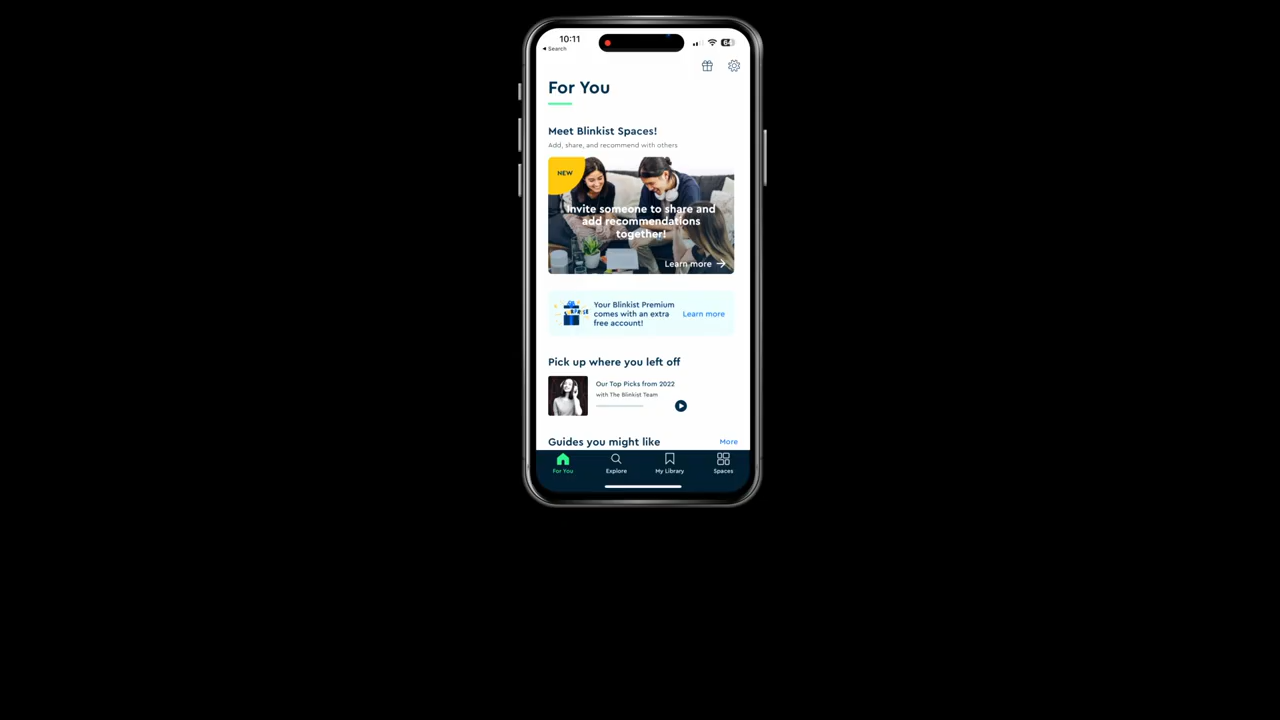 10:11
◀ Search
64
For You
Meet Blinkist Spaces!
Add, share, and recommend with others
NEW
Invite someone to share and
add recommendations
together!
Learn more →
Your Blinkist Premium
comes with an extra
free account!
Learn more
Pick up where you left off
Our Top Picks from 2022
with The Blinkist Team
Guides you might like
More
For You
Explore
My Library
Spaces